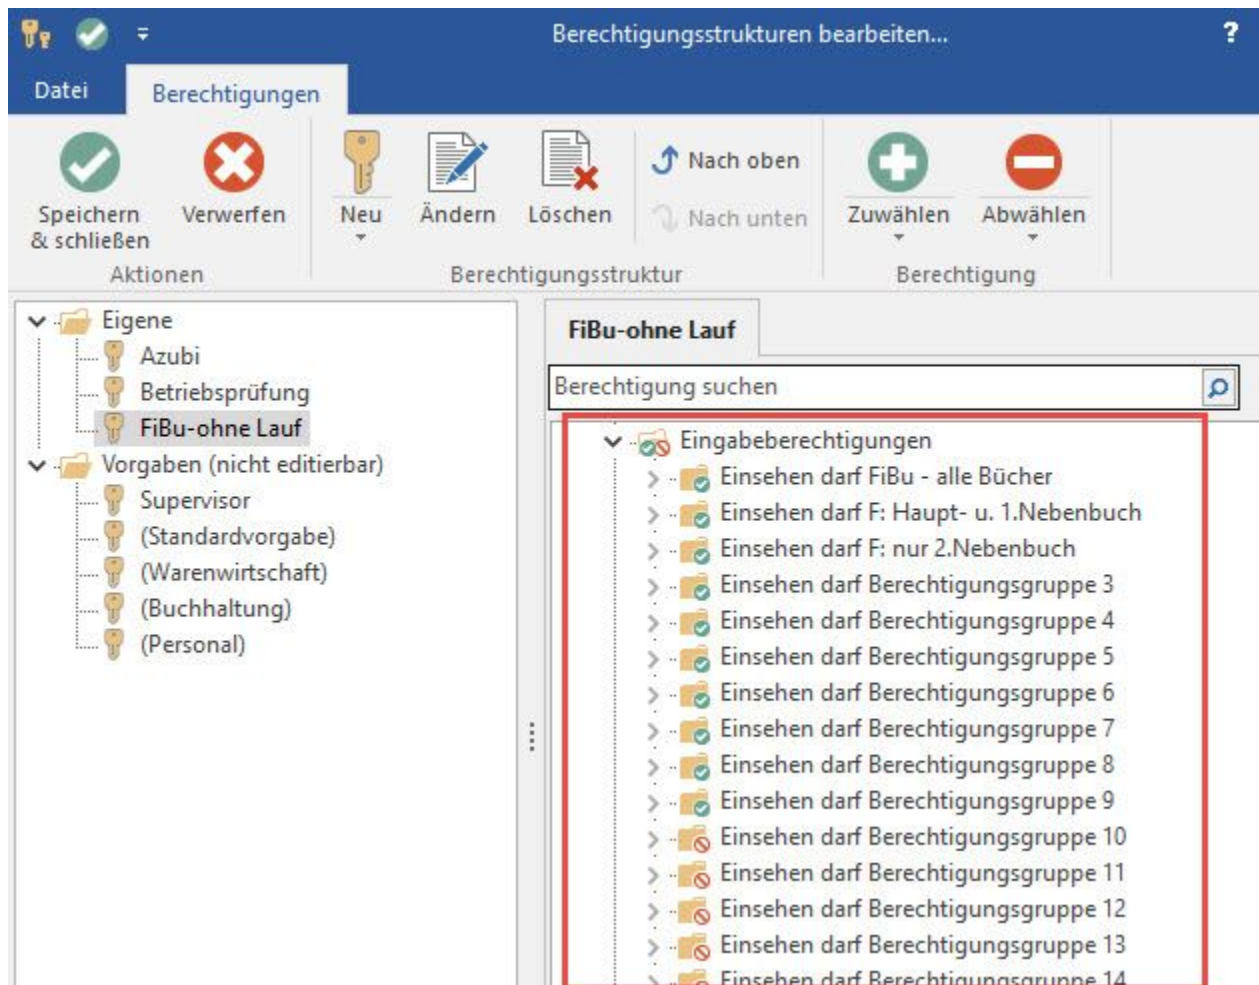 Berechtigungsstrukturen bearbeiten...
?
Datei
Berechtigungen
Speichern & schließen
Verwerfen
Neu
Ändern
Löschen
Nach oben
Nach unten
Zuwählen
Abwählen
Aktionen
Berechtigungsstruktur
Berechtigung
Eigene
Azubi
Betriebsprüfung
FiBu-ohne Lauf
Vorgaben (nicht editierbar)
Supervisor
(Standardvorgabe)
(Warenwirtschaft)
(Buchhaltung)
(Personal)
FiBu-ohne Lauf
Berechtigung suchen
Eingabeberechtigungen
Einsehen darf FiBu - alle Bücher
Einsehen darf F: Haupt- u. 1.Nebenbuch
Einsehen darf F: nur 2.Nebenbuch
Einsehen darf Berechtigungsgruppe 3
Einsehen darf Berechtigungsgruppe 4
Einsehen darf Berechtigungsgruppe 5
Einsehen darf Berechtigungsgruppe 6
Einsehen darf Berechtigungsgruppe 7
Einsehen darf Berechtigungsgruppe 8
Einsehen darf Berechtigungsgruppe 9
Einsehen darf Berechtigungsgruppe 10
Einsehen darf Berechtigungsgruppe 11
Einsehen darf Berechtigungsgruppe 12
Einsehen darf Berechtigungsgruppe 13
Einsehen darf Berechtigungsgruppe 14